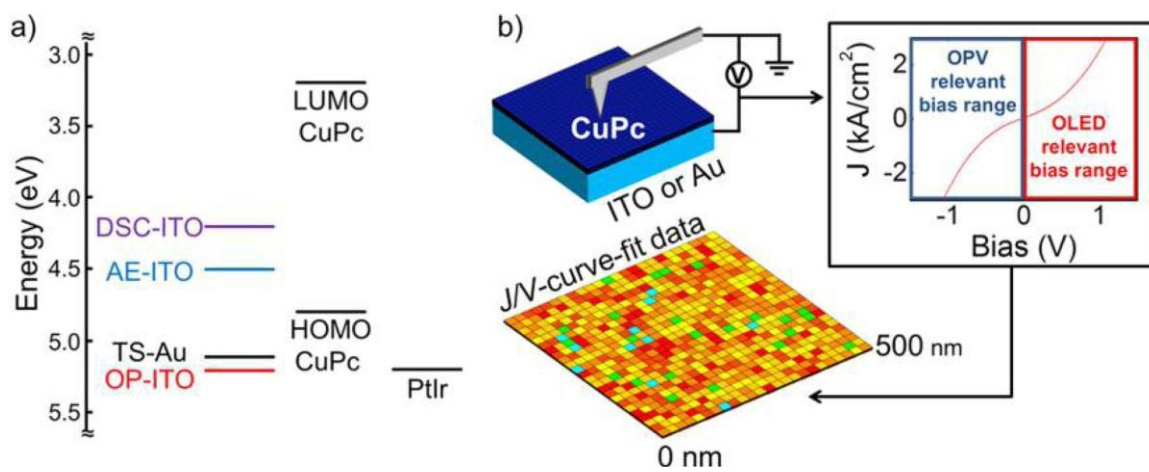 a)
≈
3.0
3.5
4.0
4.5
5.0
5.5
≈
Energy (eV)
LUMO
CuPc
DSC-ITO
AE-ITO
TS-Au
OP-ITO
HOMO
CuPc
PtIr
b)
V
CuPc
ITO or Au
J (kA/cm²)
2
0
-2
OPV
relevant
bias range
OLED
relevant
bias range
-1
0
1
Bias (V)
J/V-curve-fit data
500 nm
0 nm